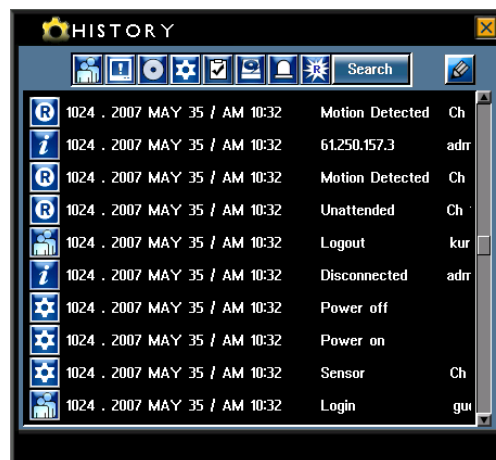 HISTORY
Search
R 1024 . 2007 MAY 35 / AM 10:32 Motion Detected Ch
i 1024 . 2007 MAY 35 / AM 10:32 61.250.157.3 adm
R 1024 . 2007 MAY 35 / AM 10:32 Motion Detected Ch
R 1024 . 2007 MAY 35 / AM 10:32 Unattended Ch
1024 . 2007 MAY 35 / AM 10:32 Logout kur
i 1024 . 2007 MAY 35 / AM 10:32 Disconnected adm
1024 . 2007 MAY 35 / AM 10:32 Power off
1024 . 2007 MAY 35 / AM 10:32 Power on
1024 . 2007 MAY 35 / AM 10:32 Sensor Ch
1024 . 2007 MAY 35 / AM 10:32 Login gu